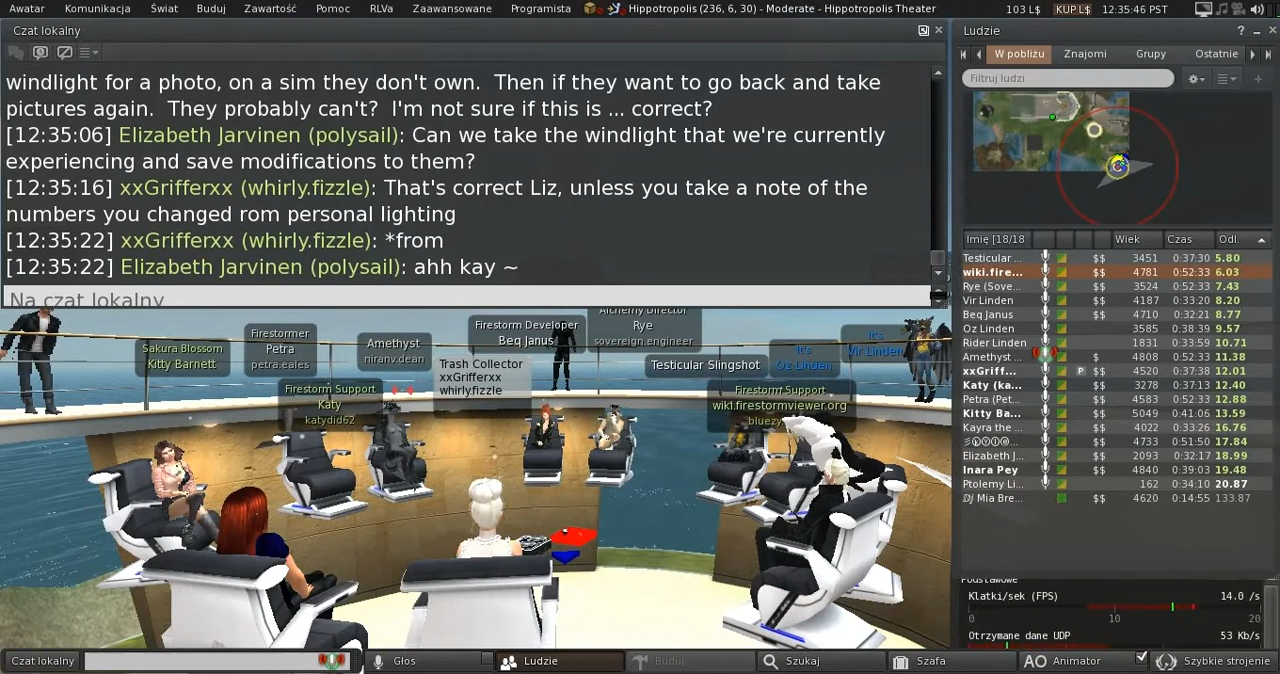 Awatar Komunikacja Świat Buduj Zawartość Pomoc RLVa Zaawansowane Programista Hippotropolis (236, 6, 30) - Moderate - Hippotropolis Theater 103 L$ KUP L$ 12:35:46 PST
Czat lokalny
windlight for a photo, on a sim they don't own. Then if they want to go back and take
pictures again. They probably can't? I'm not sure if this is ... correct?
[12:35:06] Elizabeth Jarvinen (polysail): Can we take the windlight that we're currently
experiencing and save modifications to them?
[12:35:16] xxGrifferxx (whirly.fizzle): That's correct Liz, unless you take a note of the
numbers you changed rom personal lighting
[12:35:22] xxGrifferxx (whirly.fizzle): *from
[12:35:22] Elizabeth Jarvinen (polysail): ahh kay ~
Na czat lokalny
Sakura Blossom
Kitty Barnett
Firestormer
Petra
petra.eales
Amethyst
niranv.dean
Firestorm Developer
Beq Janus
Alchemy Director
Rye
sovereign.engineer
It's
Vir Linden
Trash Collector
xxGrifferxx
whirly.fizzle
Testicular Slingshot
It's
Oz Linden
Firestorm Support
Katy
katydid62
Firestorm Support
wiki.firestormviewer.org
Ludzie
W pobliżu Znajomi Grupy Ostatnie
Filtruj ludzi
Imię [18/18 Wiek Czas Odl.
Testicular ... $$ 3451 0:37:30 5.80
wiki.fire... $$ 4781 0:52:33 6.03
Rye (Sove... $$ 3524 0:52:33 7.43
Vir Linden $$ 4187 0:33:20 8.20
Beq Janus $$ 4710 0:32:21 8.77
Oz Linden 3585 0:38:39 9.57
Rider Linden 1831 0:33:59 10.71
Amethyst ... $ 4808 0:52:33 11.38
xxGriff... P $$ 4520 0:37:38 12.01
Katy (ka... $$ 3278 0:37:13 12.40
Petra (Pet... $$ 4583 0:52:33 12.88
Kitty Ba... $$ 5049 0:41:06 13.59
Kayra the ... $$ 4022 0:33:26 16.76
$$ 4733 0:51:50 17.84
Elizabeth J... $$ 2093 0:32:17 18.99
Inara Pey $$ 4840 0:39:03 19.48
Ptolemy Li... 162 0:34:10 20.87
Dj Mia Bre... $$ 4620 0:14:55 133.87
Podstawowe
Klatki/sek (FPS) 14.0 /s
0 10 20
Otrzymane dane UDP 53 Kb/s
Czat lokalny Głos Ludzie Buduj Szukaj Szafa AO Animator Szybkie strojenie